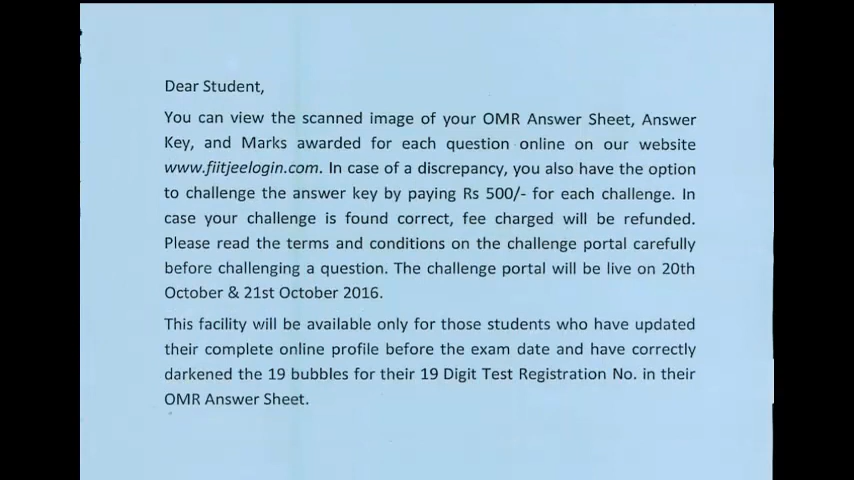 Dear Student,
You can view the scanned image of your OMR Answer Sheet, Answer
Key, and Marks awarded for each question online on our website
www.fiitjeelogin.com. In case of a discrepancy, you also have the option
to challenge the answer key by paying Rs 500/- for each challenge. In
case your challenge is found correct, fee charged will be refunded.
Please read the terms and conditions on the challenge portal carefully
before challenging a question. The challenge portal will be live on 20th
October & 21st October 2016.
This facility will be available only for those students who have updated
their complete online profile before the exam date and have correctly
darkened the 19 bubbles for their 19 Digit Test Registration No. in their
OMR Answer Sheet.